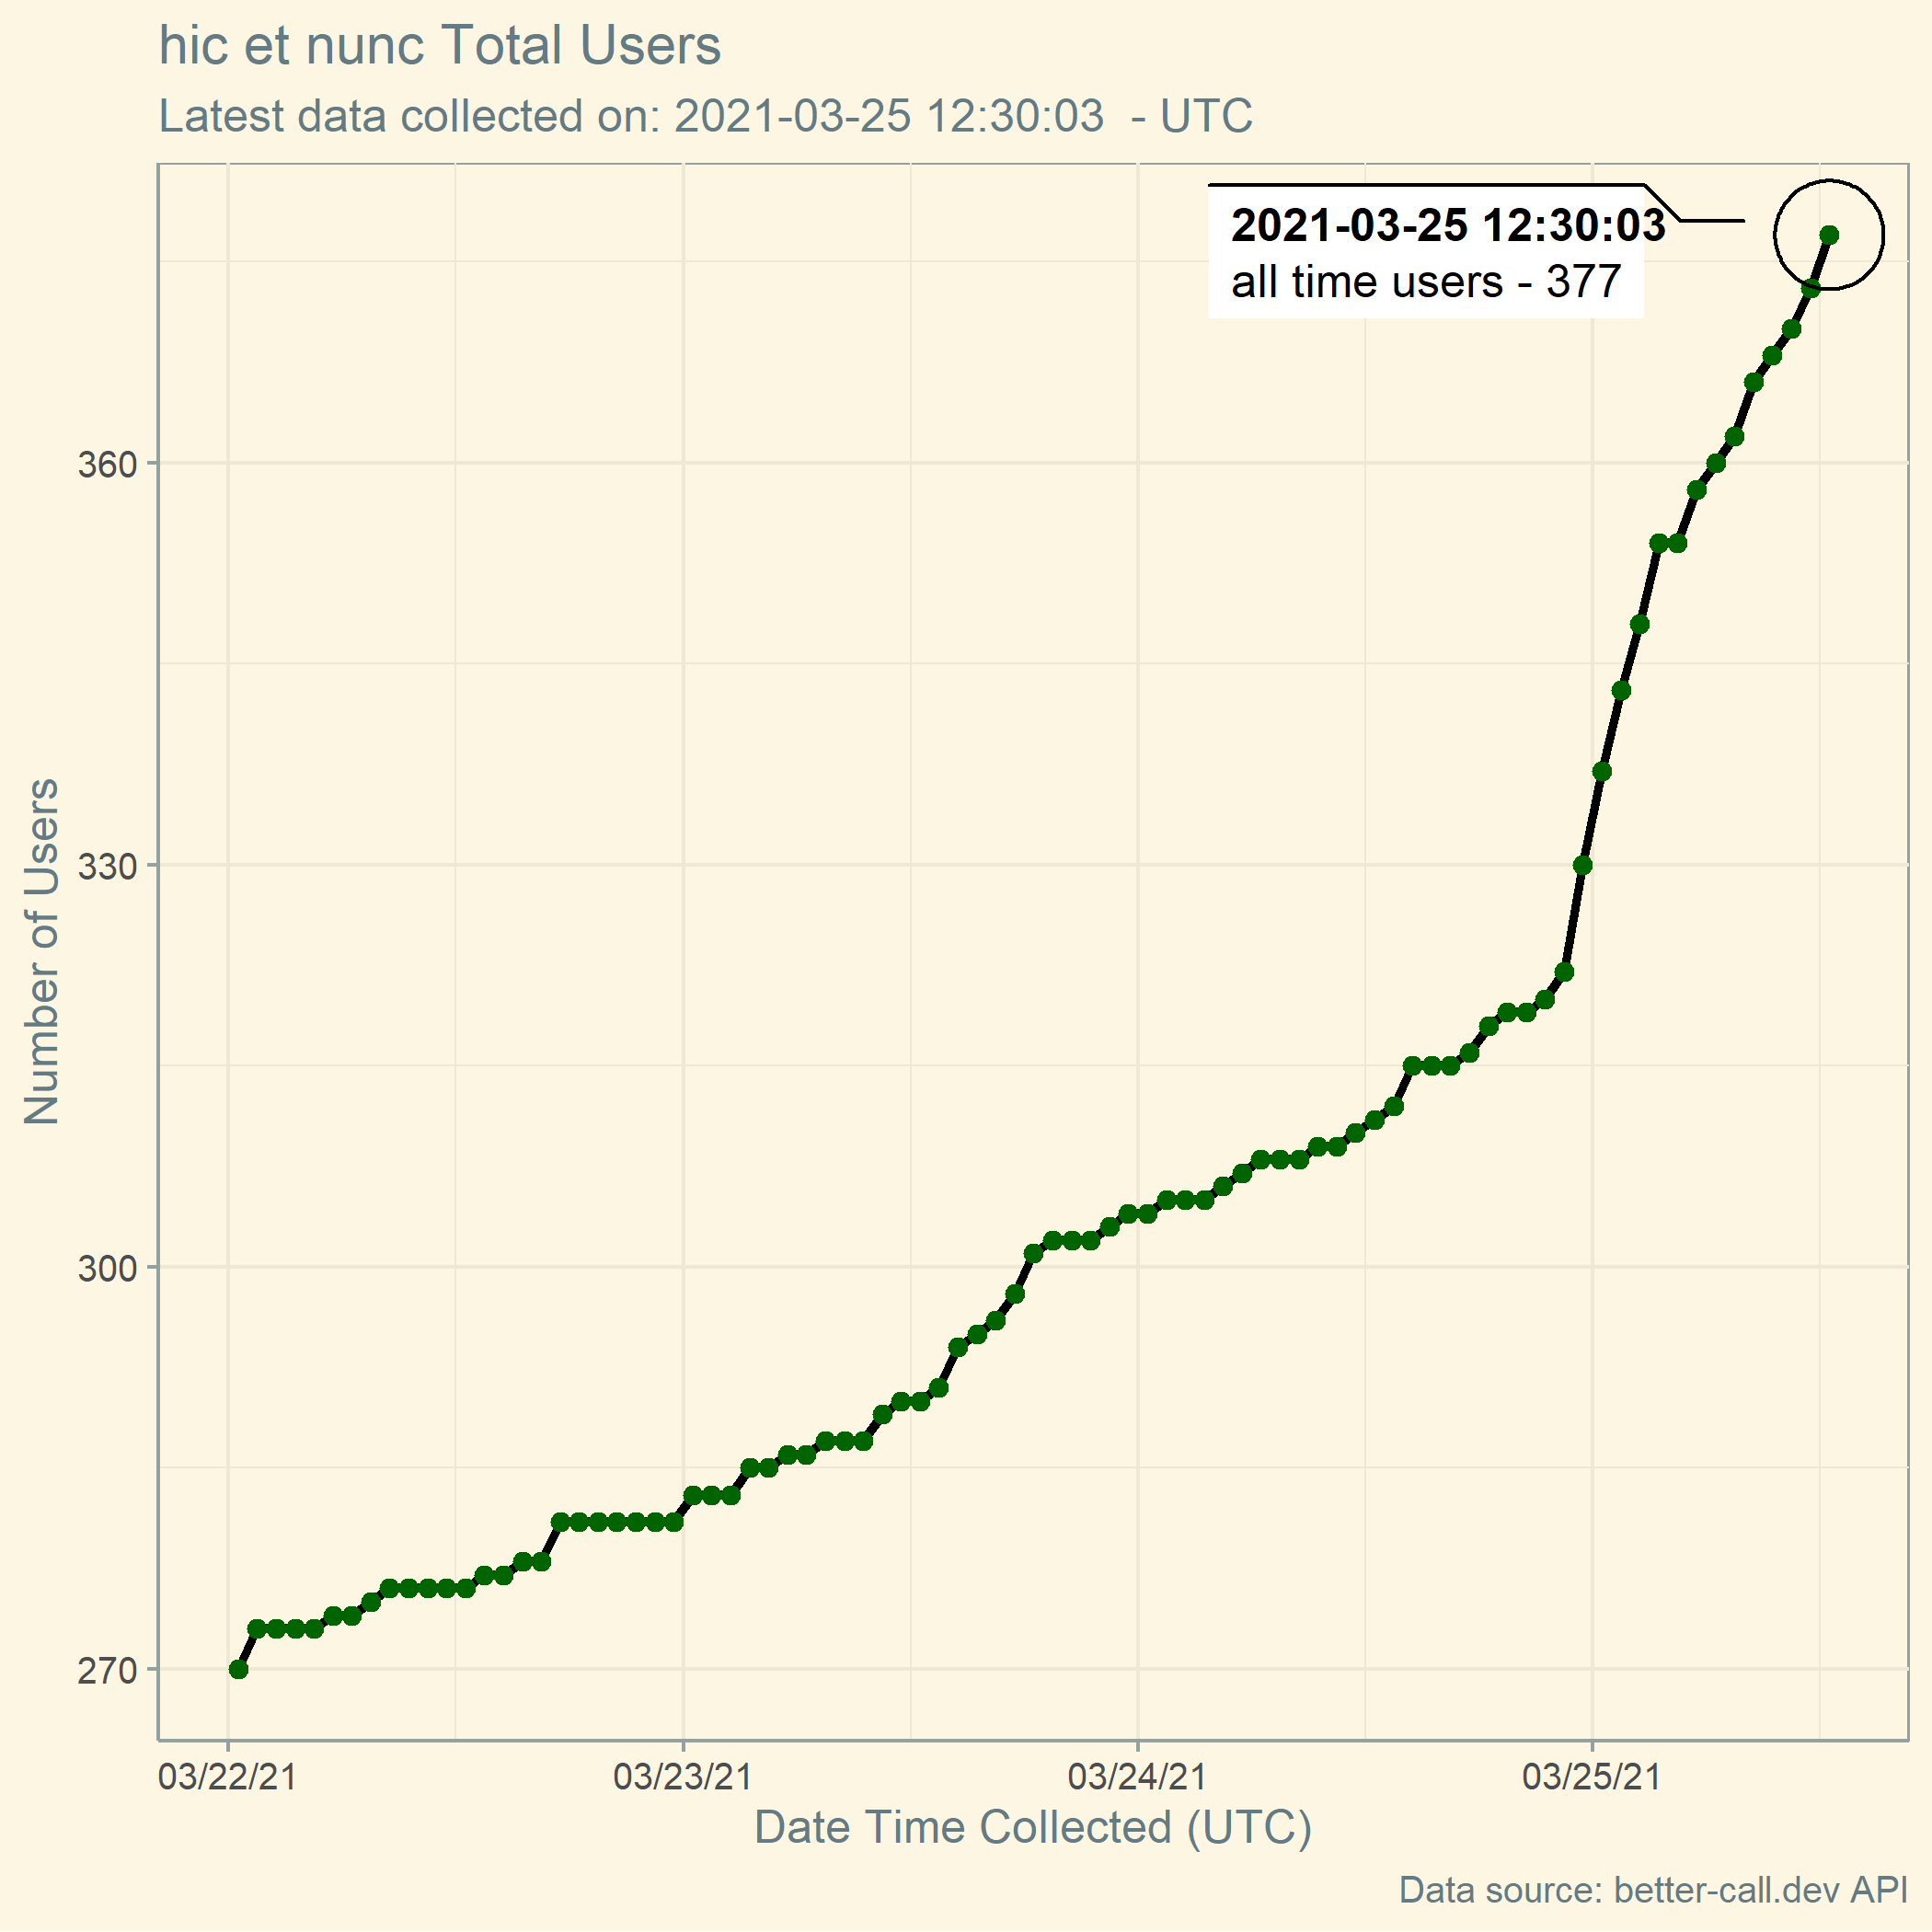 hic et nunc Total Users
Latest data collected on: 2021-03-25 12:30:03  - UTC
2021-03-25 12:30:03
all time users - 377
360
330
300
270
Number of Users
03/22/21
03/23/21
03/24/21
03/25/21
Date Time Collected (UTC)
Data source: better-call.dev API